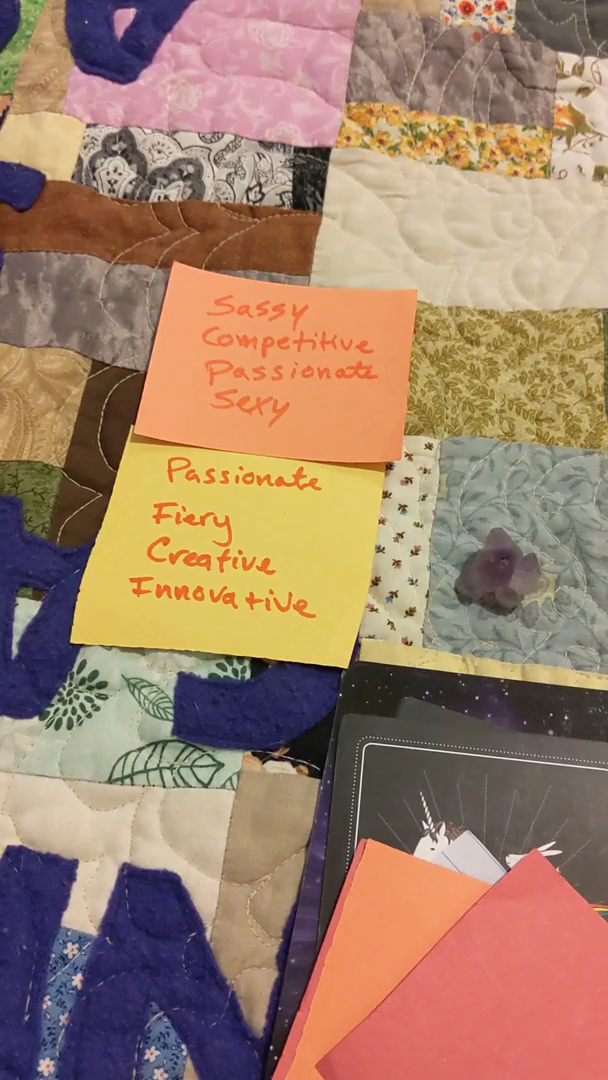 Sassy
Competitive
Passionate
Sexy
Passionate
Fiery
Creative
Innovative